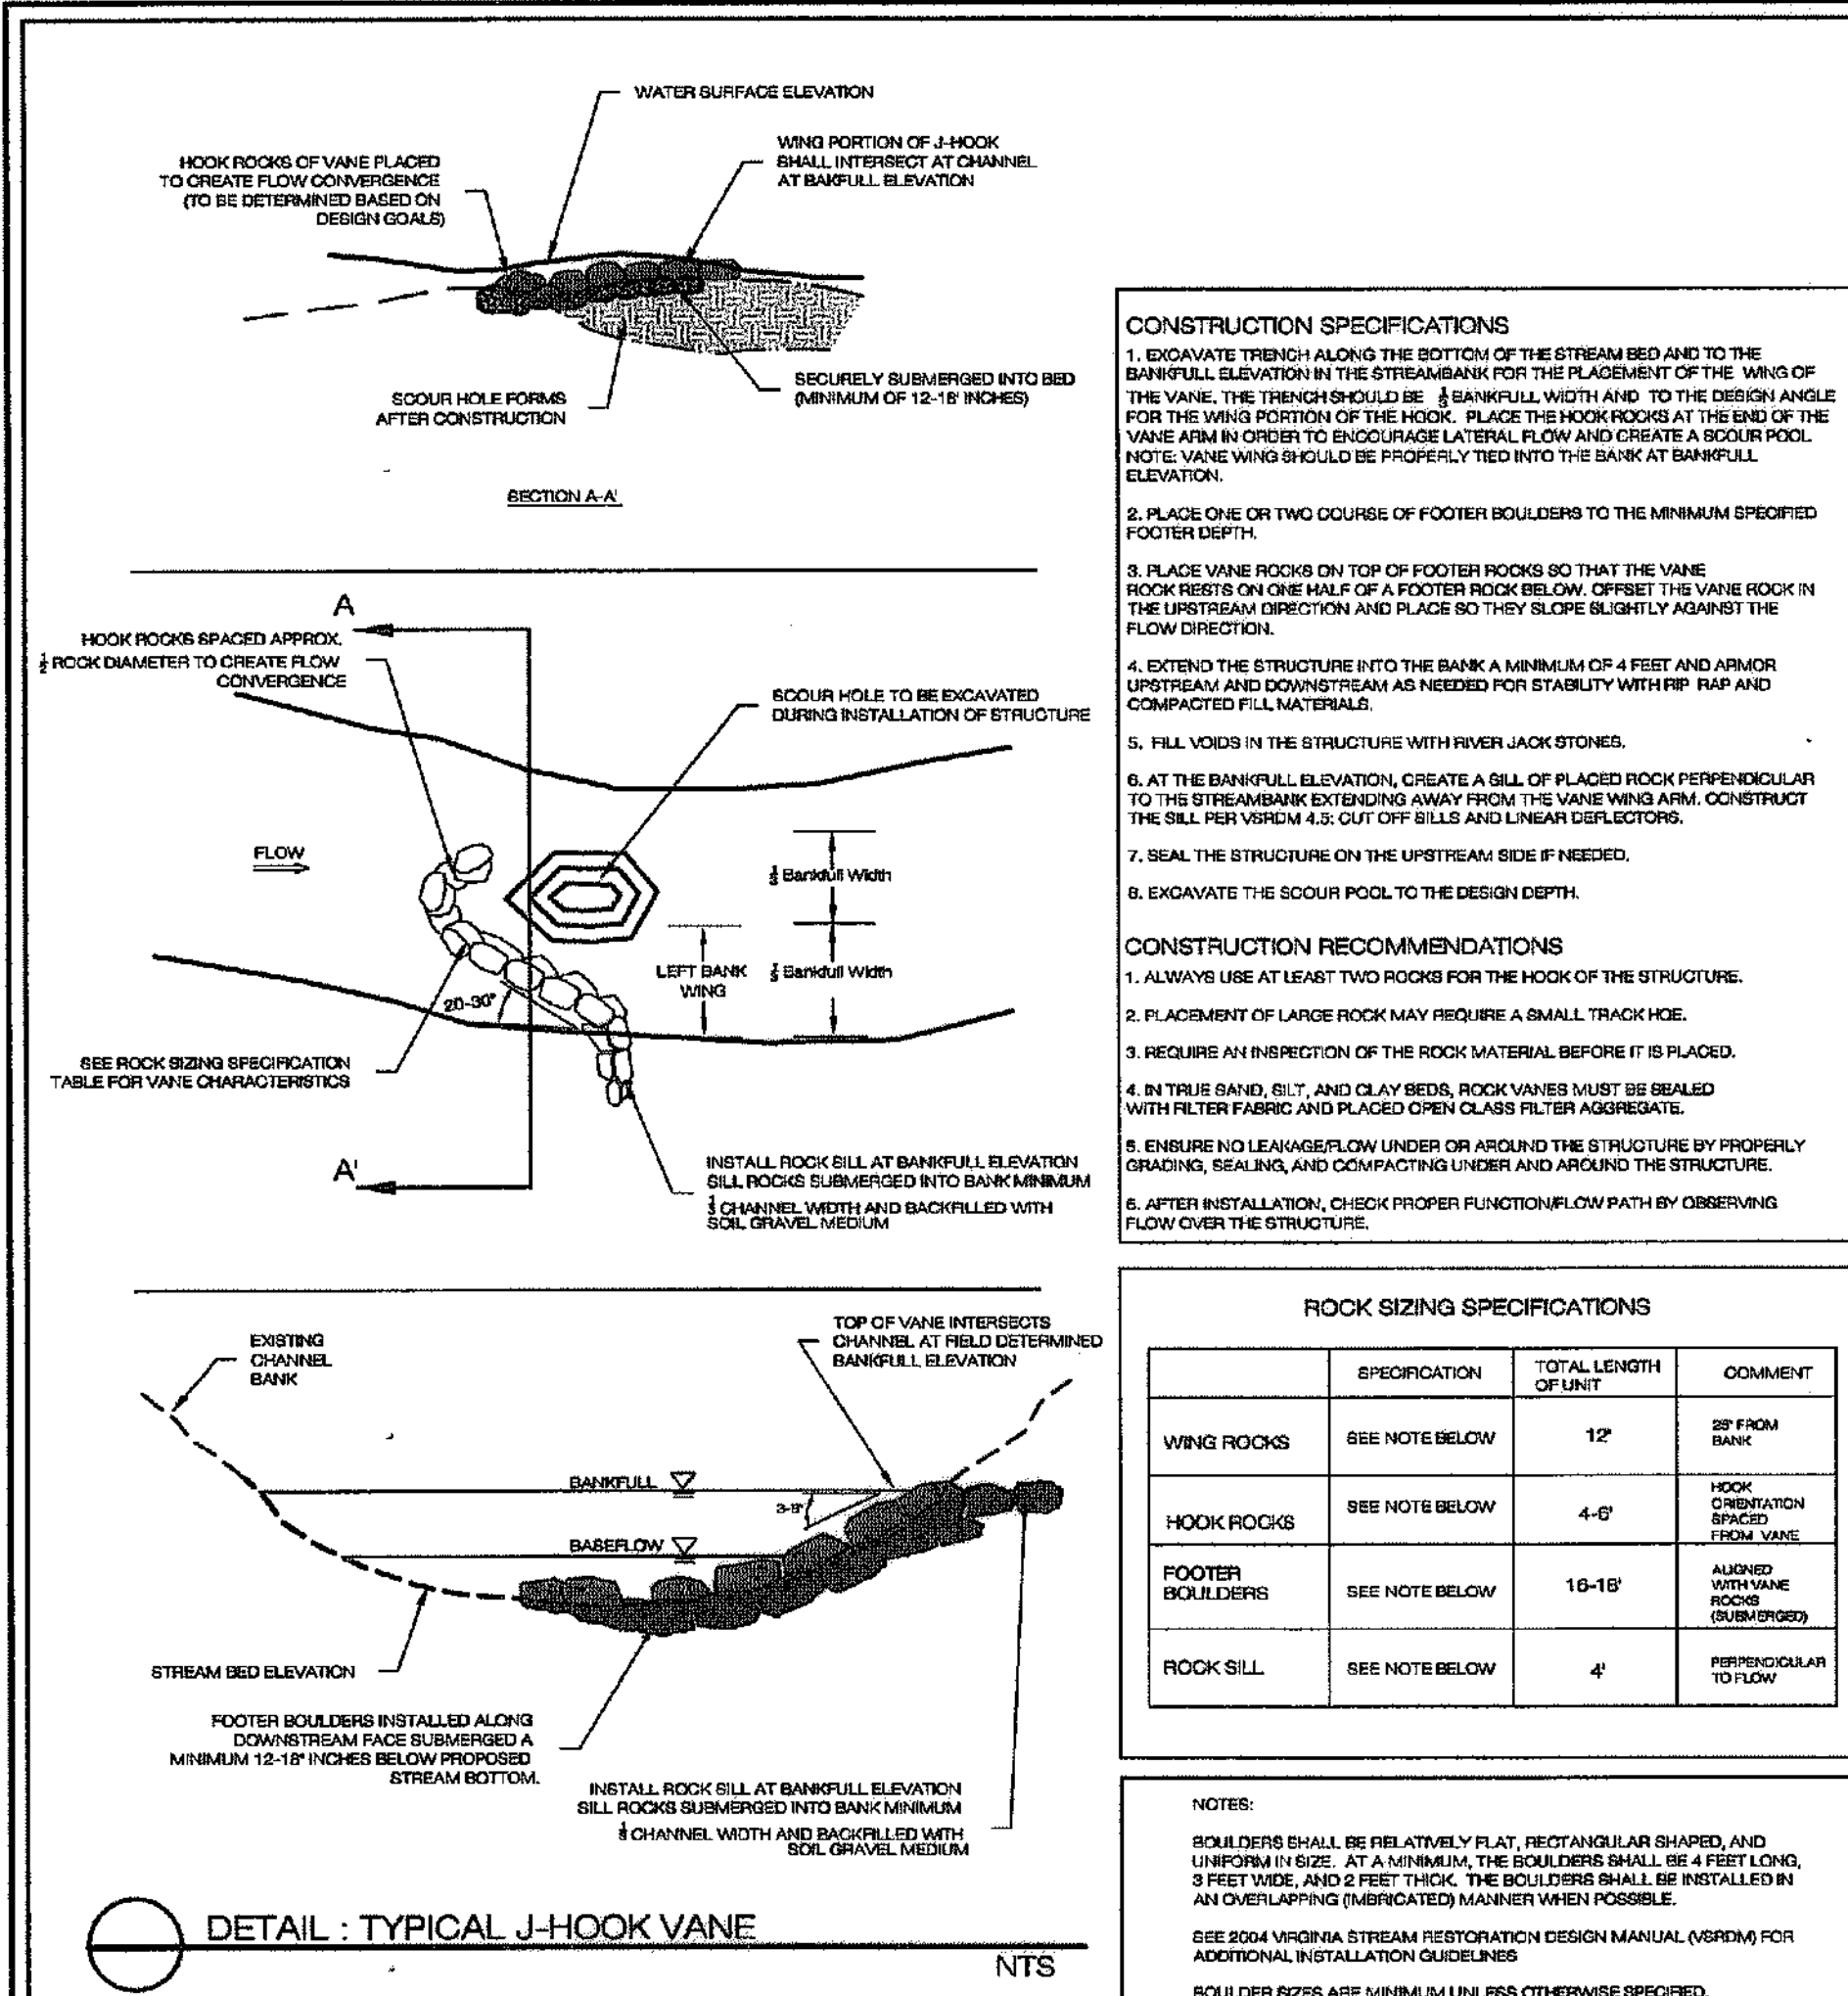 WATER SURFACE ELEVATION
HOOK ROCKS OF VANE PLACED
TO CREATE FLOW CONVERGENCE
(TO BE DETERMINED BASED ON
DESIGN GOALS)
WING PORTION OF J-HOOK
SHALL INTERSECT AT CHANNEL
AT BAKFULL ELEVATION
SCOUR HOLE FORMS
AFTER CONSTRUCTION
SECURELY SUBMERGED INTO BED
(MINIMUM OF 12-18" INCHES)
SECTION A-A'
A
HOOK ROCKS SPACED APPROX.
½ ROCK DIAMETER TO CREATE FLOW
CONVERGENCE
SCOUR HOLE TO BE EXCAVATED
DURING INSTALLATION OF STRUCTURE
FLOW
⅓ Bankfull Width
LEFT BANK
WING
⅓ Bankfull Width
20-30°
SEE ROCK SIZING SPECIFICATION
TABLE FOR VANE CHARACTERISTICS
A'
INSTALL ROCK SILL AT BANKFULL ELEVATION
SILL ROCKS SUBMERGED INTO BANK MINIMUM
⅓ CHANNEL WIDTH AND BACKFILLED WITH
SOIL GRAVEL MEDIUM
EXISTING
CHANNEL
BANK
TOP OF VANE INTERSECTS
CHANNEL AT FIELD DETERMINED
BANKFULL ELEVATION
BANKFULL
BASEFLOW
STREAM BED ELEVATION
FOOTER BOULDERS INSTALLED ALONG
DOWNSTREAM FACE SUBMERGED A
MINIMUM 12-18" INCHES BELOW PROPOSED
STREAM BOTTOM.
INSTALL ROCK SILL AT BANKFULL ELEVATION
SILL ROCKS SUBMERGED INTO BANK MINIMUM
⅓ CHANNEL WIDTH AND BACKFILLED WITH
SOIL GRAVEL MEDIUM
DETAIL : TYPICAL J-HOOK VANE
NTS
CONSTRUCTION SPECIFICATIONS
1. EXCAVATE TRENCH ALONG THE BOTTOM OF THE STREAM BED AND TO THE
BANKFULL ELEVATION IN THE STREAMBANK FOR THE PLACEMENT OF THE WING OF
THE VANE. THE TRENCH SHOULD BE ⅓ BANKFULL WIDTH AND TO THE DESIGN ANGLE
FOR THE WING PORTION OF THE HOOK. PLACE THE HOOK ROCKS AT THE END OF THE
VANE ARM IN ORDER TO ENCOURAGE LATERAL FLOW AND CREATE A SCOUR POOL
NOTE: VANE WING SHOULD BE PROPERLY TIED INTO THE BANK AT BANKFULL
ELEVATION.
2. PLACE ONE OR TWO COURSE OF FOOTER BOULDERS TO THE MINIMUM SPECIFIED
FOOTER DEPTH.
3. PLACE VANE ROCKS ON TOP OF FOOTER ROCKS SO THAT THE VANE
ROCK RESTS ON ONE HALF OF A FOOTER ROCK BELOW. OFFSET THE VANE ROCK IN
THE UPSTREAM DIRECTION AND PLACE SO THEY SLOPE SLIGHTLY AGAINST THE
FLOW DIRECTION.
4. EXTEND THE STRUCTURE INTO THE BANK A MINIMUM OF 4 FEET AND ARMOR
UPSTREAM AND DOWNSTREAM AS NEEDED FOR STABILITY WITH RIP RAP AND
COMPACTED FILL MATERIALS.
5. FILL VOIDS IN THE STRUCTURE WITH RIVER JACK STONES.
6. AT THE BANKFULL ELEVATION, CREATE A SILL OF PLACED ROCK PERPENDICULAR
TO THE STREAMBANK EXTENDING AWAY FROM THE VANE WING ARM. CONSTRUCT
THE SILL PER VSRDM 4.5: CUT OFF SILLS AND LINEAR DEFLECTORS.
7. SEAL THE STRUCTURE ON THE UPSTREAM SIDE IF NEEDED.
8. EXCAVATE THE SCOUR POOL TO THE DESIGN DEPTH.
CONSTRUCTION RECOMMENDATIONS
1. ALWAYS USE AT LEAST TWO ROCKS FOR THE HOOK OF THE STRUCTURE.
2. PLACEMENT OF LARGE ROCK MAY REQUIRE A SMALL TRACK HOE.
3. REQUIRE AN INSPECTION OF THE ROCK MATERIAL BEFORE IT IS PLACED.
4. IN TRUE SAND, SILT, AND CLAY BEDS, ROCK VANES MUST BE SEALED
WITH FILTER FABRIC AND PLACED OPEN CLASS FILTER AGGREGATE.
5. ENSURE NO LEAKAGE/FLOW UNDER OR AROUND THE STRUCTURE BY PROPERLY
GRADING, SEALING, AND COMPACTING UNDER AND AROUND THE STRUCTURE.
6. AFTER INSTALLATION, CHECK PROPER FUNCTION/FLOW PATH BY OBSERVING
FLOW OVER THE STRUCTURE.
ROCK SIZING SPECIFICATIONS
SPECIFICATION
TOTAL LENGTH
OF UNIT
COMMENT
WING ROCKS
SEE NOTE BELOW
12'
FROM
BANK
HOOK ROCKS
SEE NOTE BELOW
4-6'
HOOK
ORIENTATION
SPACED
FROM VANE
FOOTER
BOULDERS
SEE NOTE BELOW
16-18'
ALIGNED
WITH VANE
ROCKS
(SUBMERGED)
ROCK SILL
SEE NOTE BELOW
4'
PERPENDICULAR
TO FLOW
NOTES:
BOULDERS SHALL BE RELATIVELY FLAT, RECTANGULAR SHAPED, AND
UNIFORM IN SIZE. AT A MINIMUM, THE BOULDERS SHALL BE 4 FEET LONG,
3 FEET WIDE, AND 2 FEET THICK. THE BOULDERS SHALL BE INSTALLED IN
AN OVERLAPPING (IMBRICATED) MANNER WHEN POSSIBLE.
SEE 2004 VIRGINIA STREAM RESTORATION DESIGN MANUAL (VSRDM) FOR
ADDITIONAL INSTALLATION GUIDELINES
BOULDER SIZES ARE MINIMUM UNLESS OTHERWISE SPECIFIED.